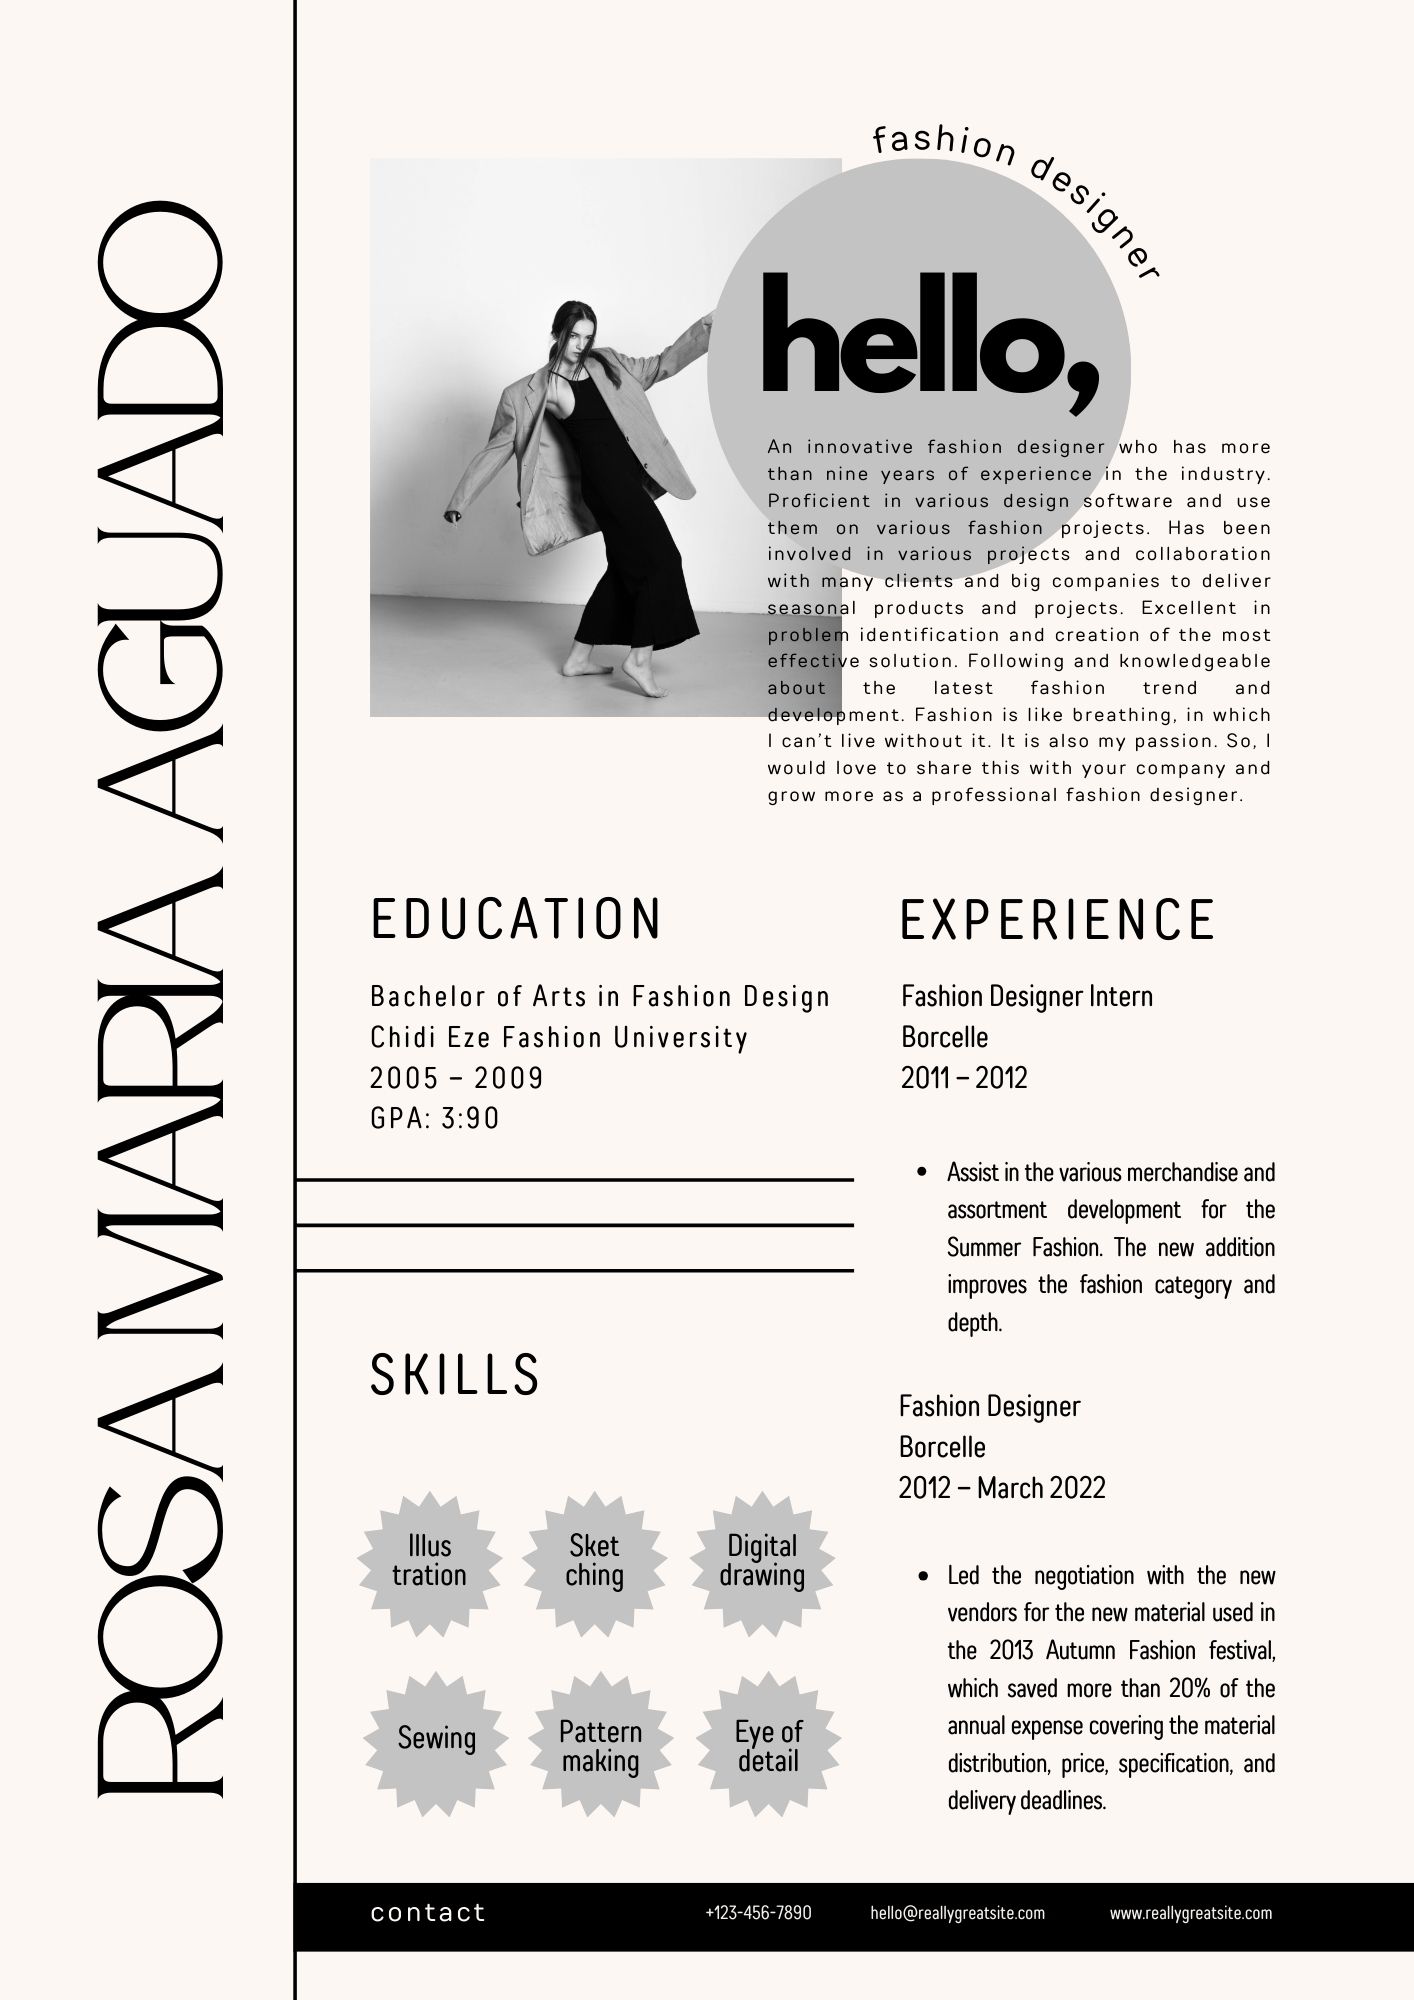 ROSA MARIA AGUADO
fashion designer
hello,
An innovative fashion designer who has more
than nine years of experience in the industry.
Proficient in various design software and use
them on various fashion projects. Has been
involved in various projects and collaboration
with many clients and big companies to deliver
seasonal products and projects. Excellent in
problem identification and creation of the most
effective solution. Following and knowledgeable
about the latest fashion trend and
development. Fashion is like breathing, in which
I can’t live without it. It is also my passion. So, I
would love to share this with your company and
grow more as a professional fashion designer.
EDUCATION
Bachelor of Arts in Fashion Design
Chidi Eze Fashion University
2005 – 2009
GPA: 3:90
SKILLS
Illus
tration
Sket
ching
Digital
drawing
Sewing
Pattern
making
Eye of
detail
EXPERIENCE
Fashion Designer Intern
Borcelle
2011 – 2012
• Assist in the various merchandise and
assortment development for the
Summer Fashion. The new addition
improves the fashion category and
depth.
Fashion Designer
Borcelle
2012 – March 2022
• Led the negotiation with the new
vendors for the new material used in
the 2013 Autumn Fashion festival,
which saved more than 20% of the
annual expense covering the material
distribution, price, specification, and
delivery deadlines.
contact
+123-456-7890
hello@reallygreatsite.com
www.reallygreatsite.com